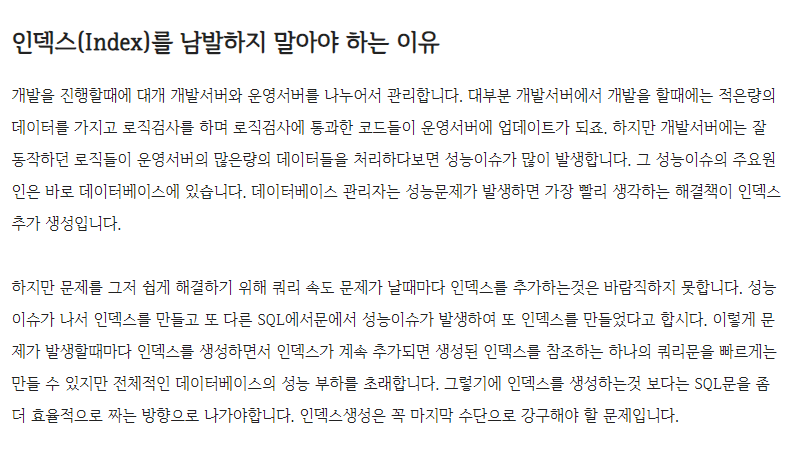 인덱스(Index)를 남발하지 말아야 하는 이유
개발을 진행할때에 대개 개발서버와 운영서버를 나누어서 관리합니다. 대부분 개발서버에서 개발을 할때에는 적은량의
데이터를 가지고 로직검사를 하며 로직검사에 통과한 코드들이 운영서버에 업데이트가 되죠. 하지만 개발서버에는 잘
동작하던 로직들이 운영서버의 많은량의 데이터들을 처리하다보면 성능이슈가 많이 발생합니다. 그 성능이슈의 주요원
인은 바로 데이터베이스에 있습니다. 데이터베이스 관리자는 성능문제가 발생하면 가장 빨리 생각하는 해결책이 인덱스
추가 생성입니다.
하지만 문제를 그저 쉽게 해결하기 위해 쿼리 속도 문제가 날때마다 인덱스를 추가하는것은 바람직하지 못합니다. 성능
이슈가 나서 인덱스를 만들고 또 다른 SQL에서문에서 성능이슈가 발생하여 또 인덱스를 만들었다고 합시다. 이렇게 문
제가 발생할때마다 인덱스를 생성하면서 인덱스가 계속 추가되면 생성된 인덱스를 참조하는 하나의 쿼리문을 빠르게는
만들 수 있지만 전체적인 데이터베이스의 성능 부하를 초래합니다. 그렇기에 인덱스를 생성하는것 보다는 SQL문을 좀
더 효율적으로 짜는 방향으로 나가야합니다. 인덱스생성은 꼭 마지막 수단으로 강구해야 할 문제입니다.